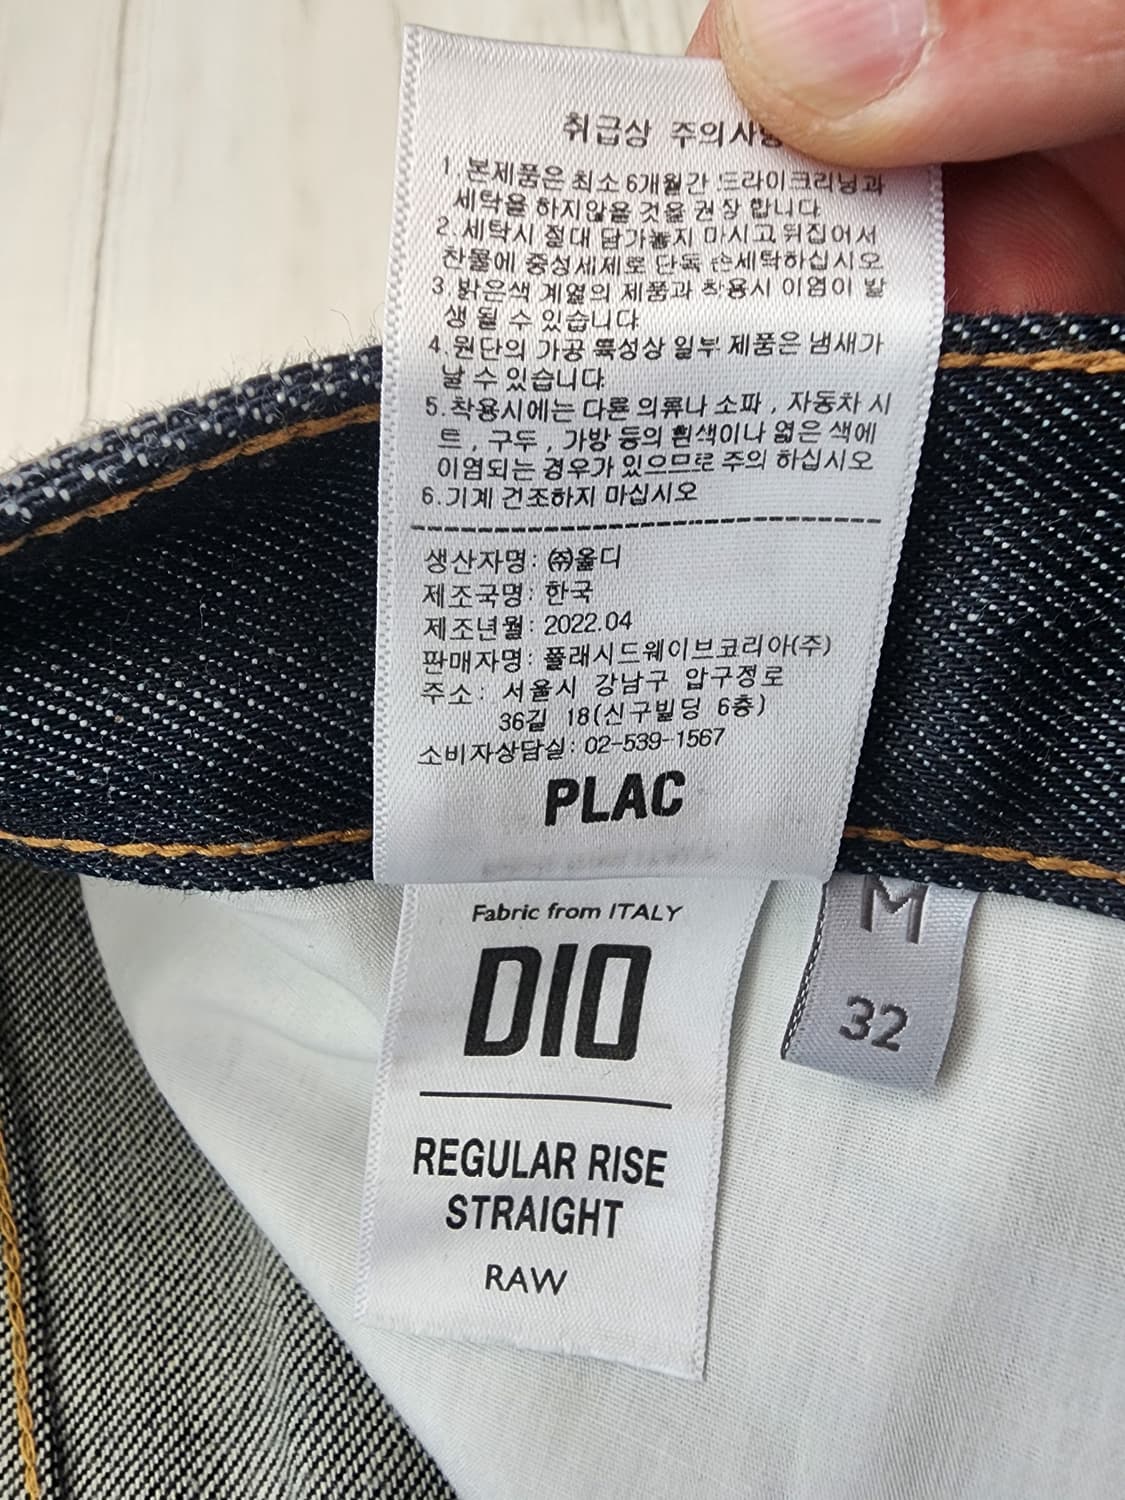 취급상 주의사항
1. 본제품은 최소 6개월간 드라이크리닝과
세탁을 하지않을 것을 권장 합니다
2. 세탁시 절대 담가놓지 마시고 뒤집어서
찬물에 중성세제로 단독 손세탁하십시오
3. 밝은색 계열의 제품과 착용시 이염이 발
생 될 수 있습니다
4. 원단의 가공 특성상 일부 제품은 냄새가
날 수 있습니다
5. 착용시에는 다른 의류나 소파 , 자동차 시
트 , 구두 , 가방 등의 흰색이나 옅은 색에
이염되는 경우가 있으므로 주의 하십시오
6. 기계 건조하지 마십시오
생산자명: ㈜올디
제조국명: 한국
제조년월: 2022.04
판매자명: 플래시드웨이브코리아(주)
주소: 서울시 강남구 압구정로
36길 18(신구빌딩 6층)
소비자상담실: 02-539-1567
PLAC
Fabric from ITALY
DIO
REGULAR RISE
STRAIGHT
RAW
M
32